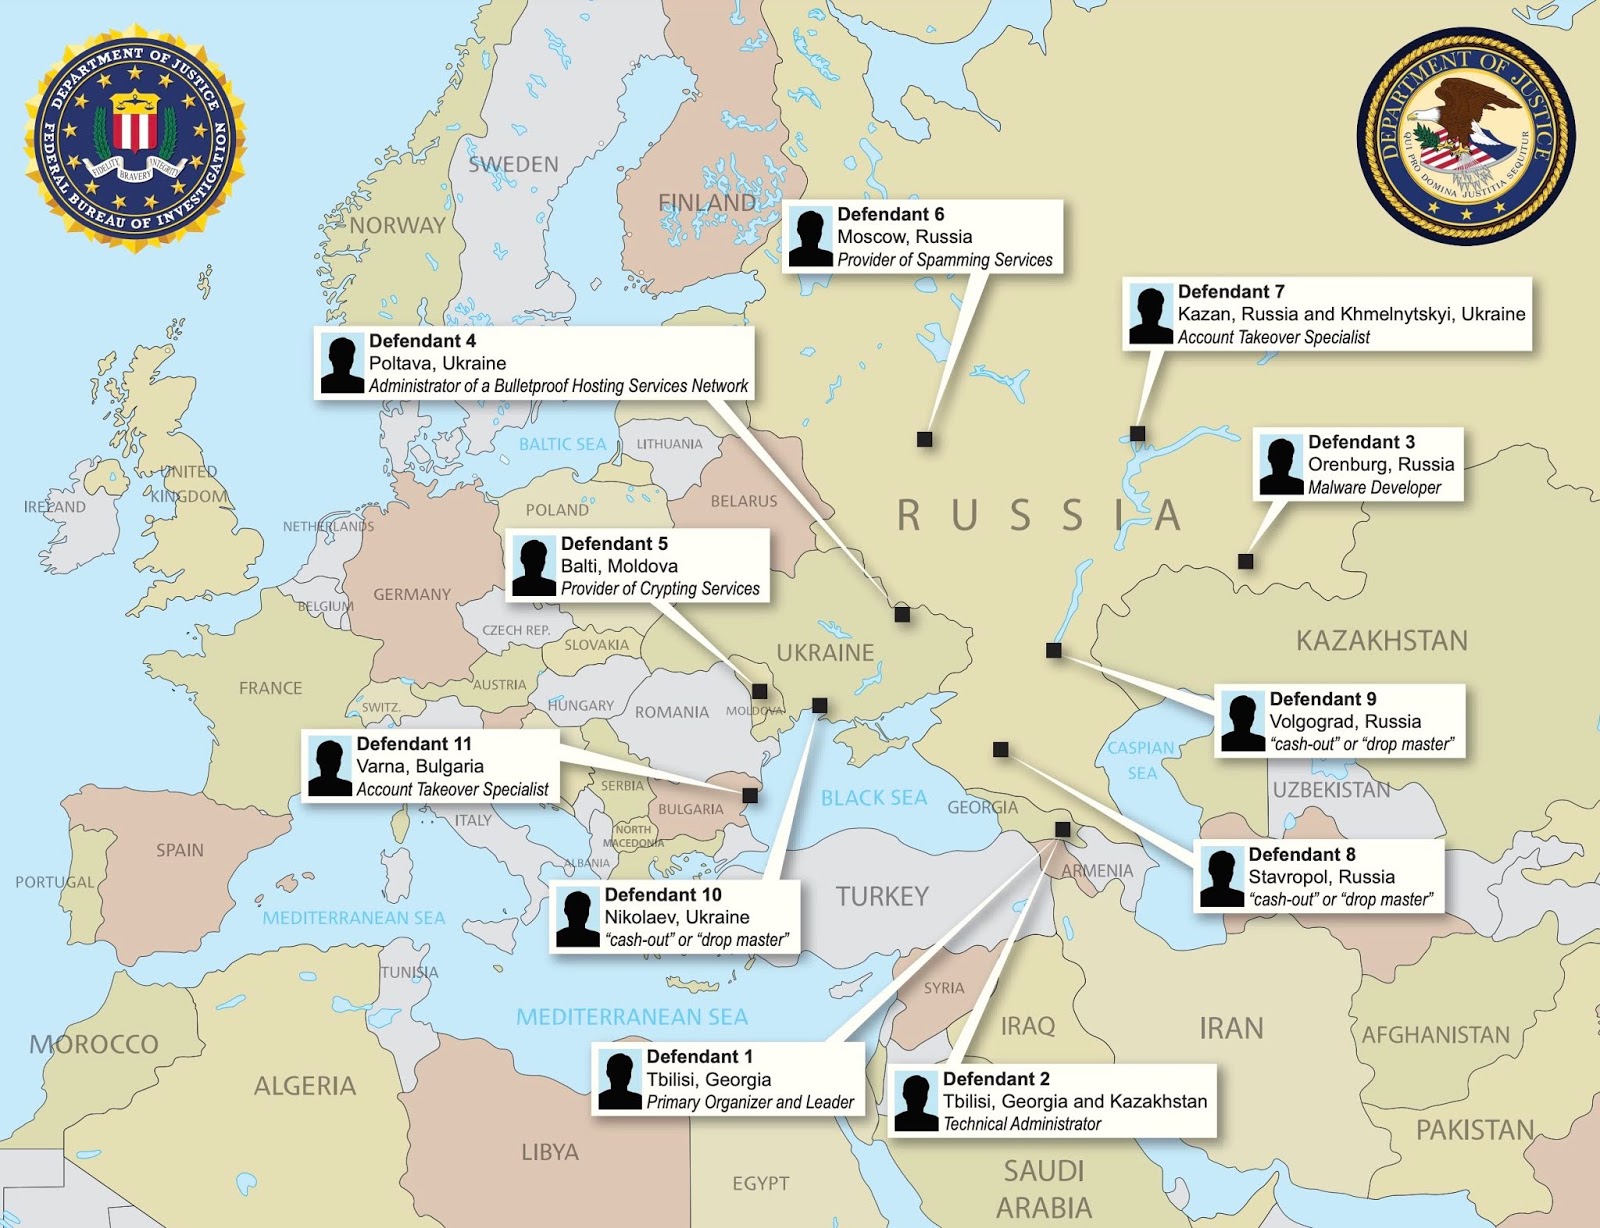 DEPARTMENT OF JUSTICE
FEDERAL BUREAU OF INVESTIGATION
FIDELITY BRAVERY INTEGRITY
DEPARTMENT OF JUSTICE
QUI PRO DOMINA JUSTITIA SEQUITUR
SWEDEN
NORWAY
FINLAND
Defendant 6
Moscow, Russia
Provider of Spamming Services
Defendant 7
Kazan, Russia and Khmelnytskyi, Ukraine
Account Takeover Specialist
Defendant 4
Poltava, Ukraine
Administrator of a Bulletproof Hosting Services Network
BALTIC SEA
LITHUANIA
Defendant 3
Orenburg, Russia
Malware Developer
UNITED
KINGDOM
IRELAND
NETHERLANDS
POLAND
BELARUS
RUSSIA
Defendant 5
Balti, Moldova
Provider of Crypting Services
BELGIUM
GERMANY
CZECH REP.
SLOVAKIA
UKRAINE
KAZAKHSTAN
FRANCE
AUSTRIA
SWITZ.
HUNGARY
ROMANIA
MOLDOVA
Defendant 9
Volgograd, Russia
“cash-out” or “drop master”
Defendant 11
Varna, Bulgaria
Account Takeover Specialist
CASPIAN
SEA
SERBIA
BULGARIA
BLACK SEA
GEORGIA
UZBEKISTAN
ITALY
NORTH
MACEDONIA
ALBANIA
SPAIN
PORTUGAL
ARMENIA
Defendant 8
Stavropol, Russia
“cash-out” or “drop master”
Defendant 10
Nikolaev, Ukraine
“cash-out” or “drop master”
TURKEY
MEDITERRANEAN SEA
TUNISIA
SYRIA
MEDITERRANEAN SEA
IRAQ
IRAN
AFGHANISTAN
MOROCCO
ALGERIA
Defendant 1
Tbilisi, Georgia
Primary Organizer and Leader
Defendant 2
Tbilisi, Georgia and Kazakhstan
Technical Administrator
LIBYA
EGYPT
SAUDI
ARABIA
PAKISTAN